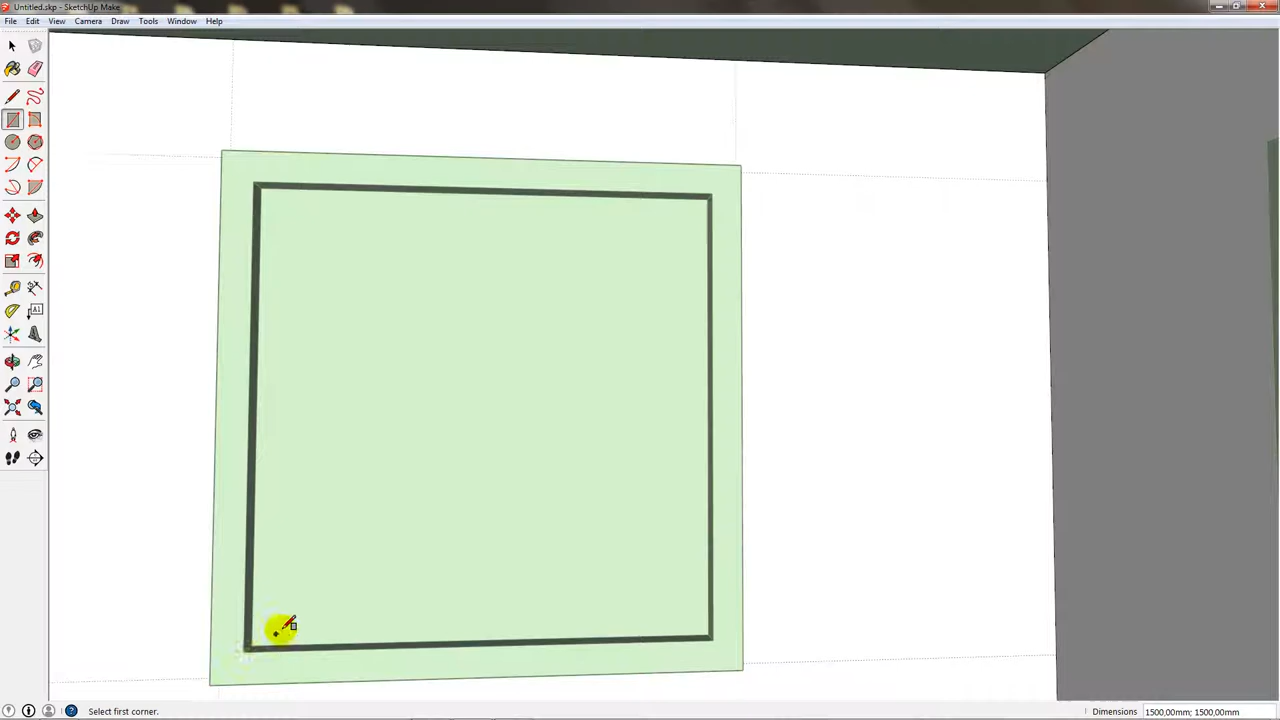 Untitled.skp - SketchUp Make
File Edit View Camera Draw Tools Window Help
A1
Select first corner.
Dimensions 1500,00mm; 1500,00mm